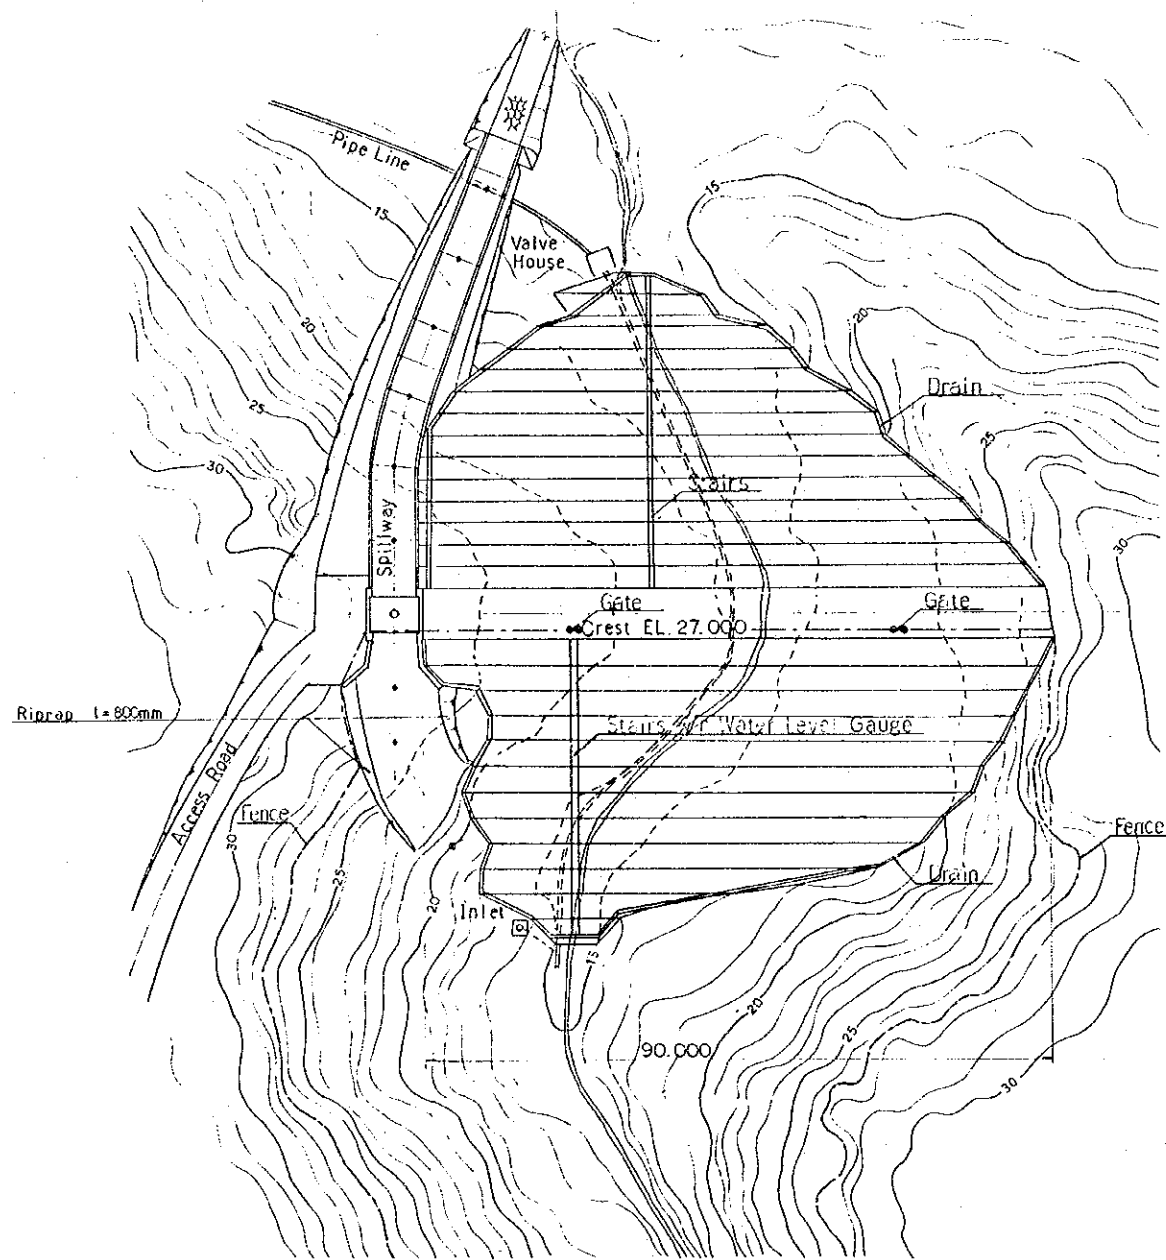 Pipe Line
15
15
Valve
House
20
20
Drain
25
25
30
Stairs
30
Spillway
Gate
Gate
Crest EL. 27.000
Riprap t=800mm
Stairs for Water Level Gauge
Access Road
Fence
Fence
30
25
Drain
20
Inlet
15
20
25
90.000
30